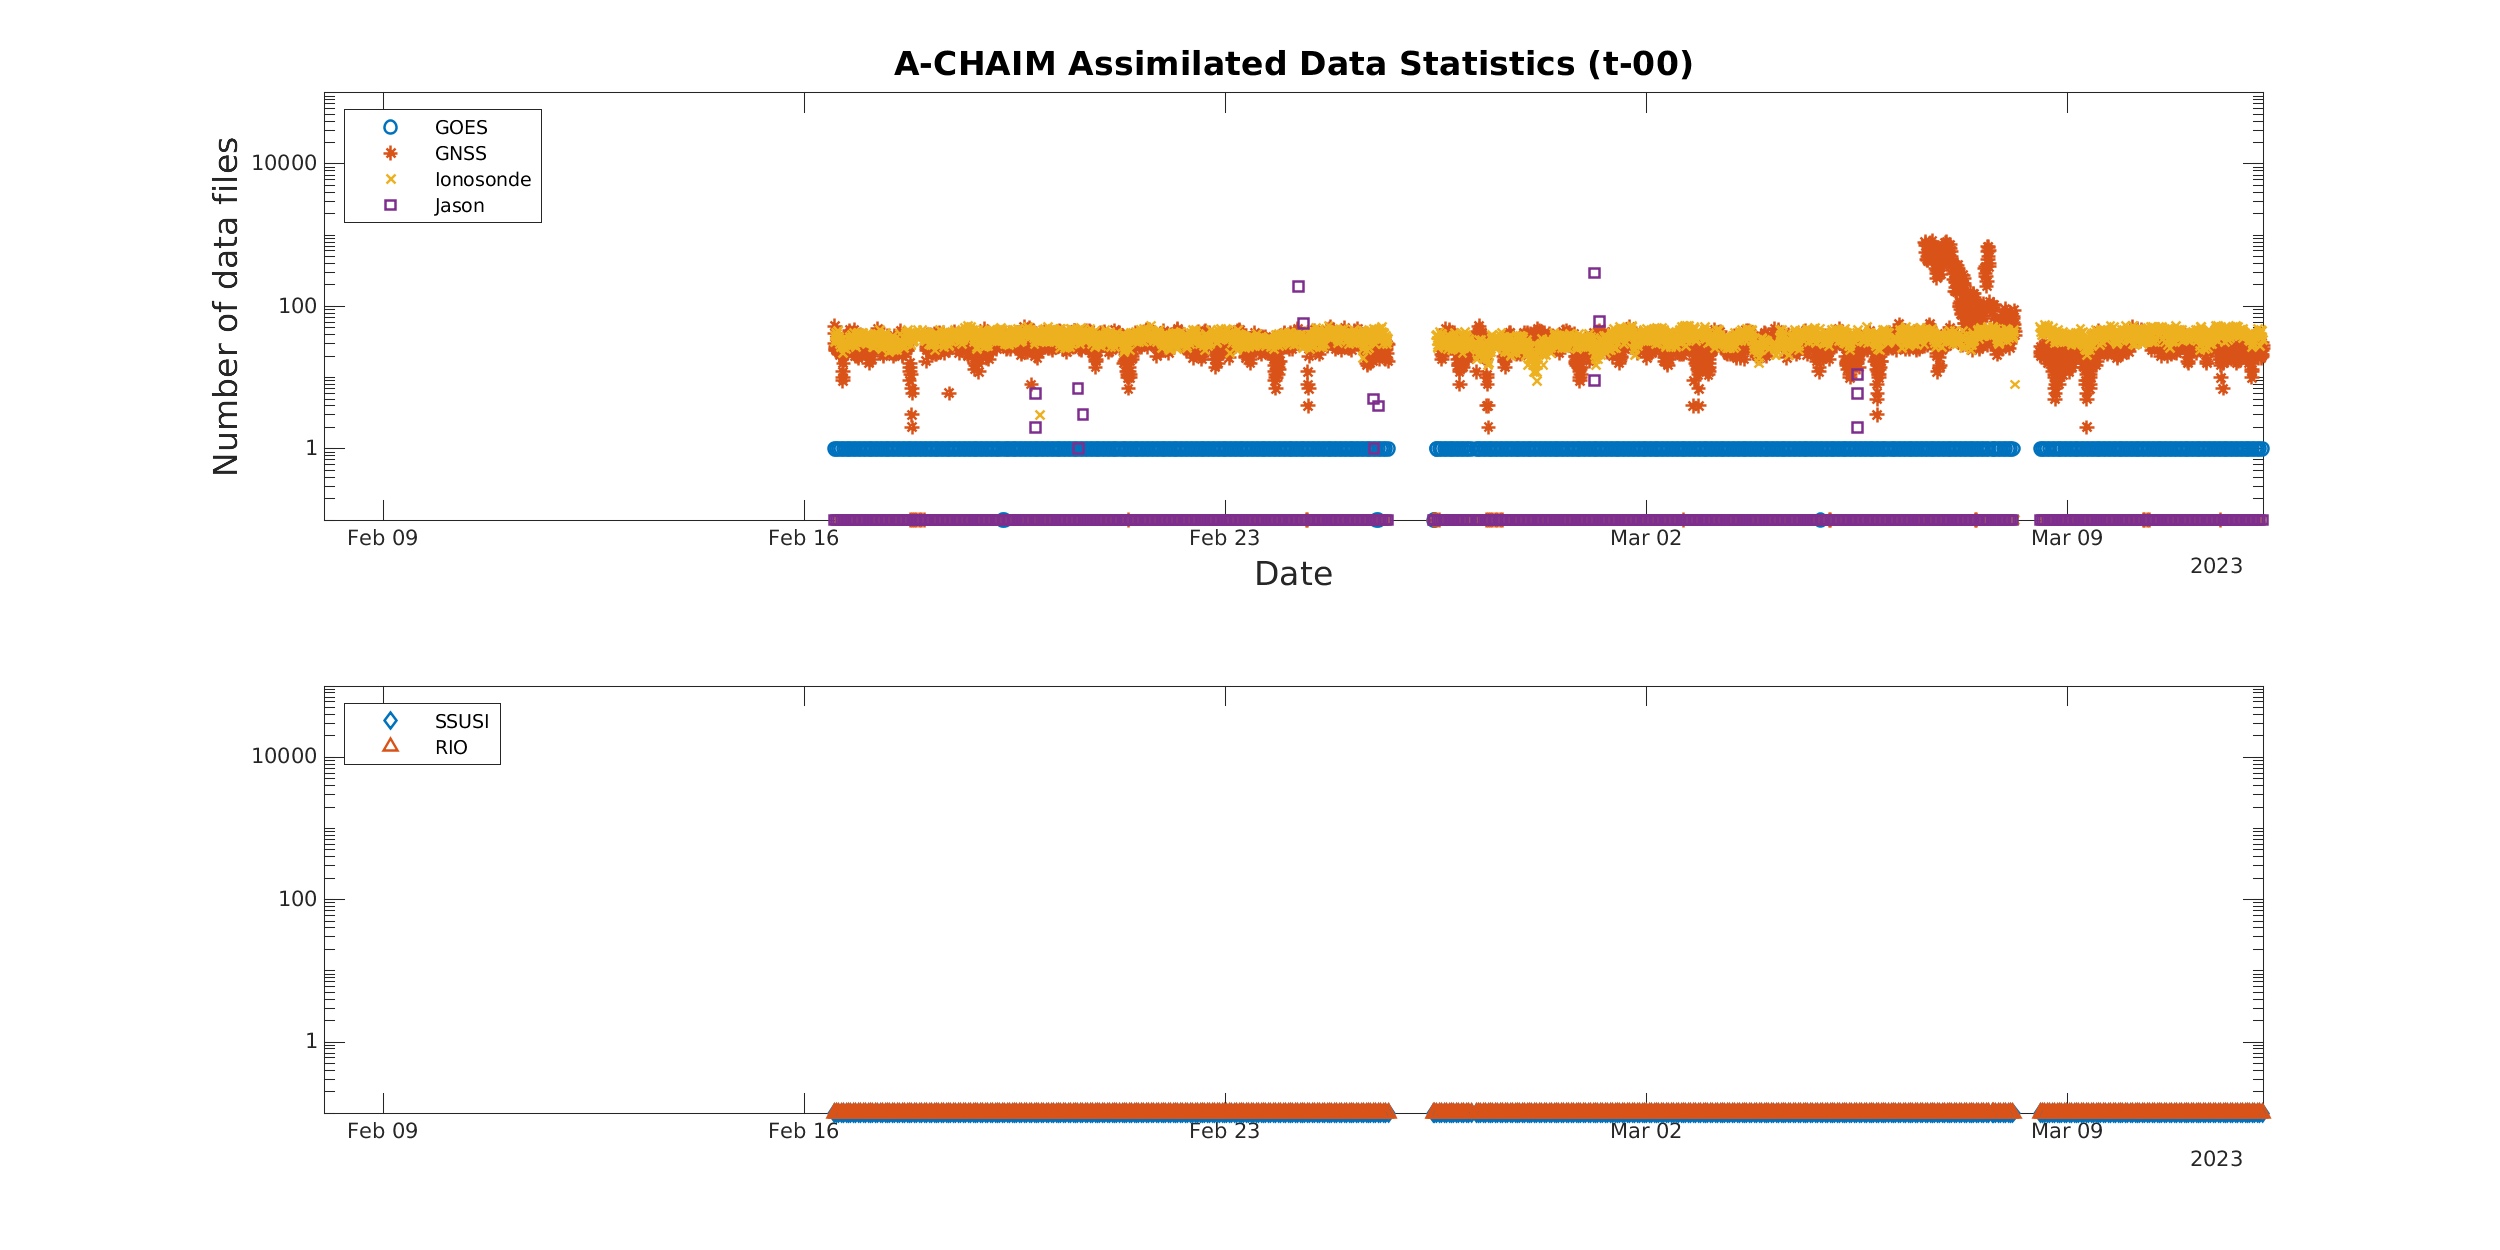 A-CHAIM Assimilated Data Statistics (t-00)
Number of data files
10000
100
1
GOES
GNSS
Ionosonde
Jason
Feb 09 Feb 16 Feb 23 Mar 02 Mar 09
2023
Date
10000
100
1
SSUSI
RIO
Feb 09 Feb 16 Feb 23 Mar 02 Mar 09
2023